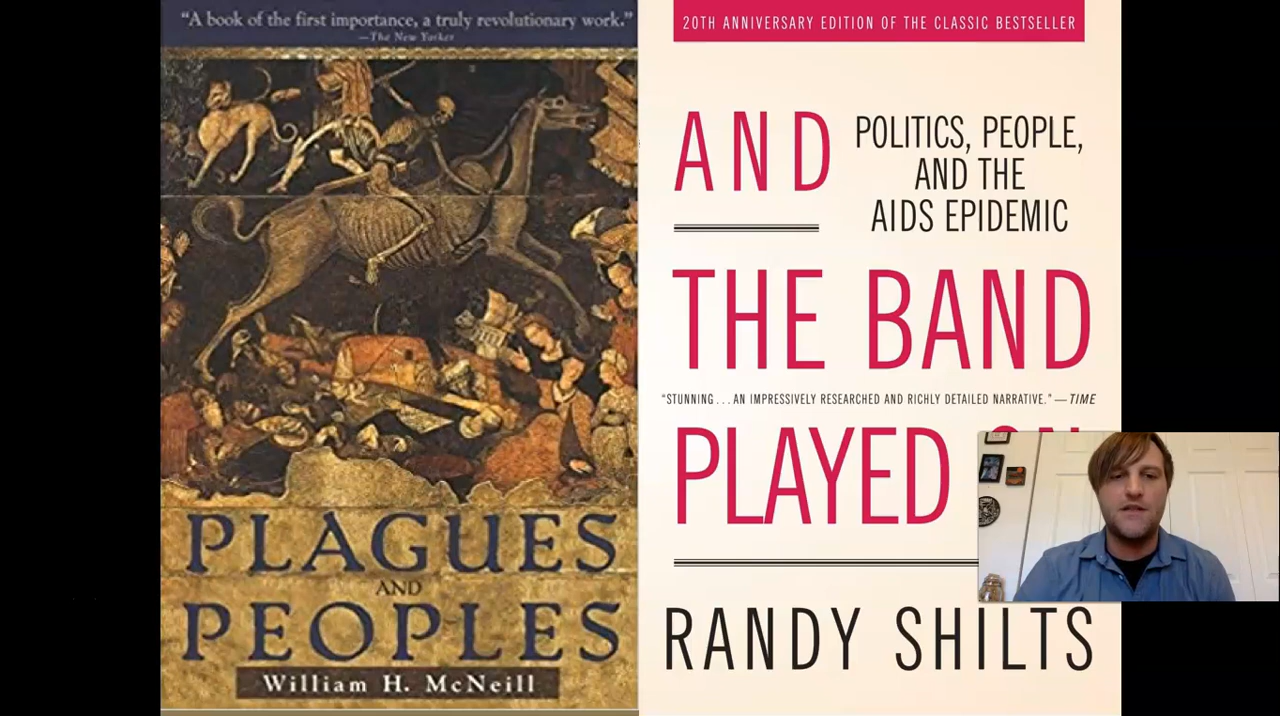 "A book of the first importance, a truly revolutionary work."
—The New Yorker
PLAGUES
AND
PEOPLES
William H. McNeill
20TH ANNIVERSARY EDITION OF THE CLASSIC BESTSELLER
AND
POLITICS, PEOPLE,
AND THE
AIDS EPIDEMIC
THE BAND
"STUNNING . . . AN IMPRESSIVELY RESEARCHED AND RICHLY DETAILED NARRATIVE." —TIME
PLAYED
RANDY SHILTS